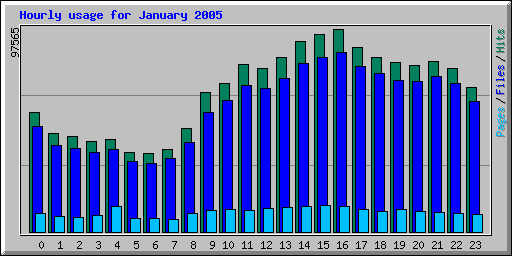 Hourly usage for January 2005
97565
Pages / Files / Hits
0 1 2 3 4 5 6 7 8 9 10 11 12 13 14 15 16 17 18 19 20 21 22 23